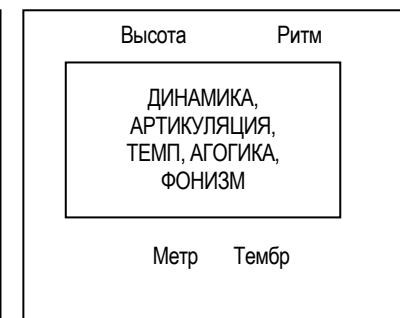 Высота Ритм
ДИНАМИКА,
АРТИКУЛЯЦИЯ,
ТЕМП, АГОГИКА,
ФОНИЗМ
Метр Тембр